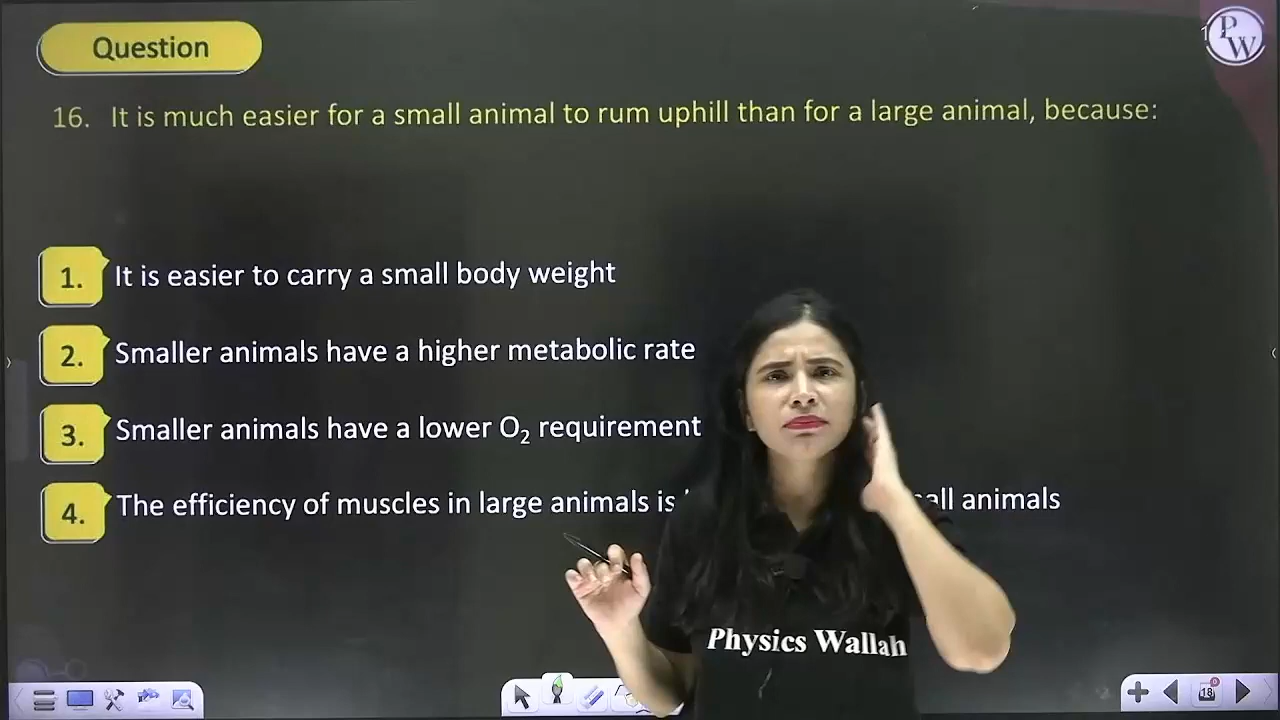 Question
PW
16. It is much easier for a small animal to rum uphill than for a large animal, because:
1. It is easier to carry a small body weight
2. Smaller animals have a higher metabolic rate
3. Smaller animals have a lower O₂ requirement
4. The efficiency of muscles in large animals is all animals
Physics Wallah
18